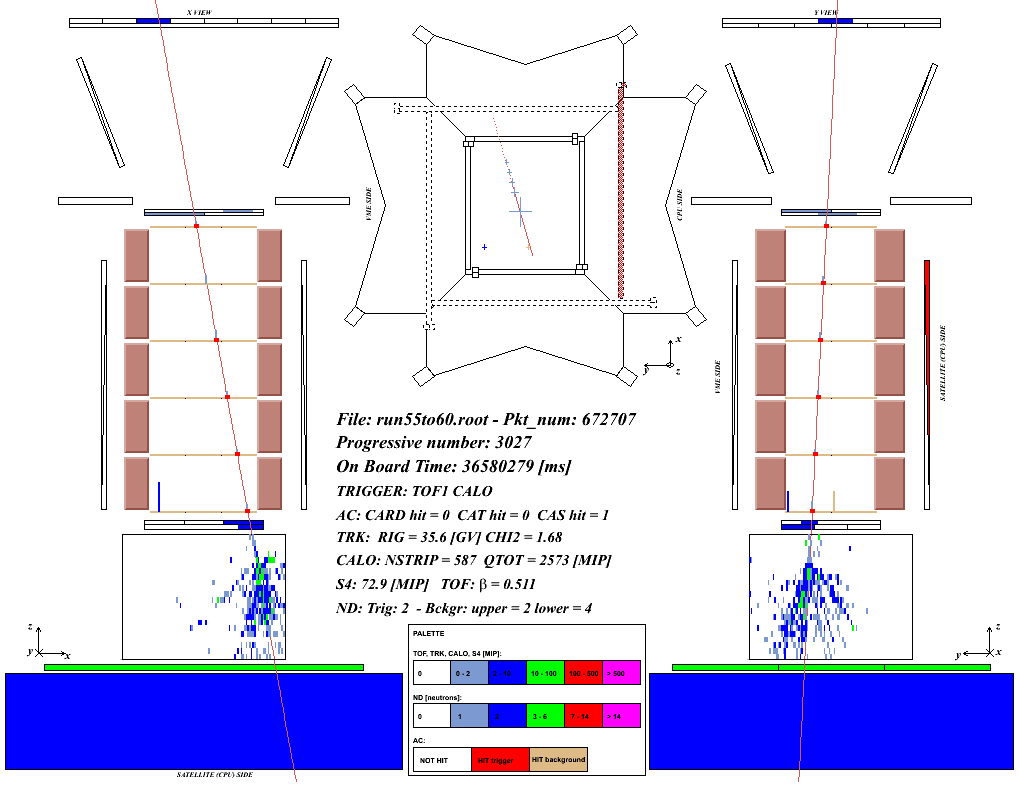 X VIEW
Y VIEW
VME SIDE
CPU SIDE
x
y
z
VME SIDE
SATELLITE (CPU) SIDE
File: run55to60.root - Pkt_num: 672707
Progressive number: 3027
On Board Time: 36580279 [ms]
TRIGGER: TOF1 CALO
AC: CARD hit = 0 CAT hit = 0 CAS hit = 1
TRK: RIG = 35.6 [GV] CHI2 = 1.68
CALO: NSTRIP = 587 QTOT = 2573 [MIP]
S4: 72.9 [MIP] TOF: β = 0.511
ND: Trig: 2 - Bckgr: upper = 2 lower = 4
z
y
x
z
y
x
PALETTE
TOF, TRK, CALO, S4 [MIP]:
0 0 - 2 2 - 10 10 - 100 100 - 500 > 500
ND [neutrons]:
0 1 2 3 - 6 7 - 14 > 14
AC:
NOT HIT HIT trigger HIT background
SATELLITE (CPU) SIDE